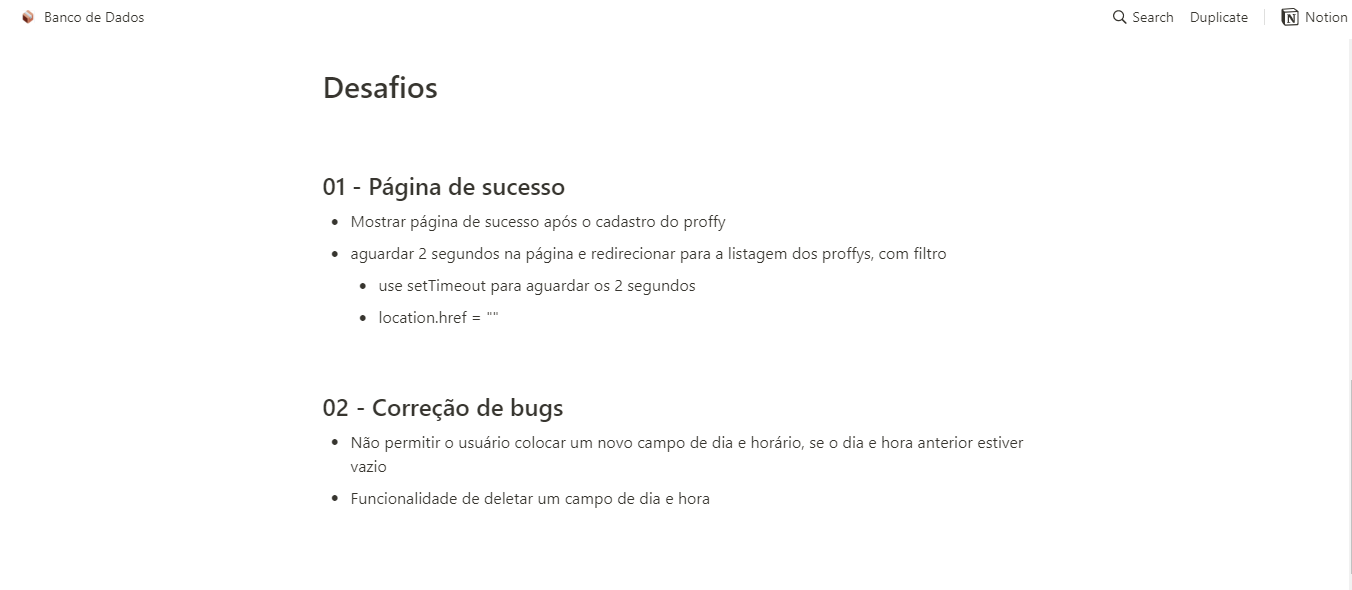 Banco de Dados
Search Duplicate Notion
Desafios
01 - Página de sucesso
• Mostrar página de sucesso após o cadastro do proffy
• aguardar 2 segundos na página e redirecionar para a listagem dos proffys, com filtro
• use setTimeout para aguardar os 2 segundos
• location.href = ""
02 - Correção de bugs
• Não permitir o usuário colocar um novo campo de dia e horário, se o dia e hora anterior estiver
vazio
• Funcionalidade de deletar um campo de dia e hora